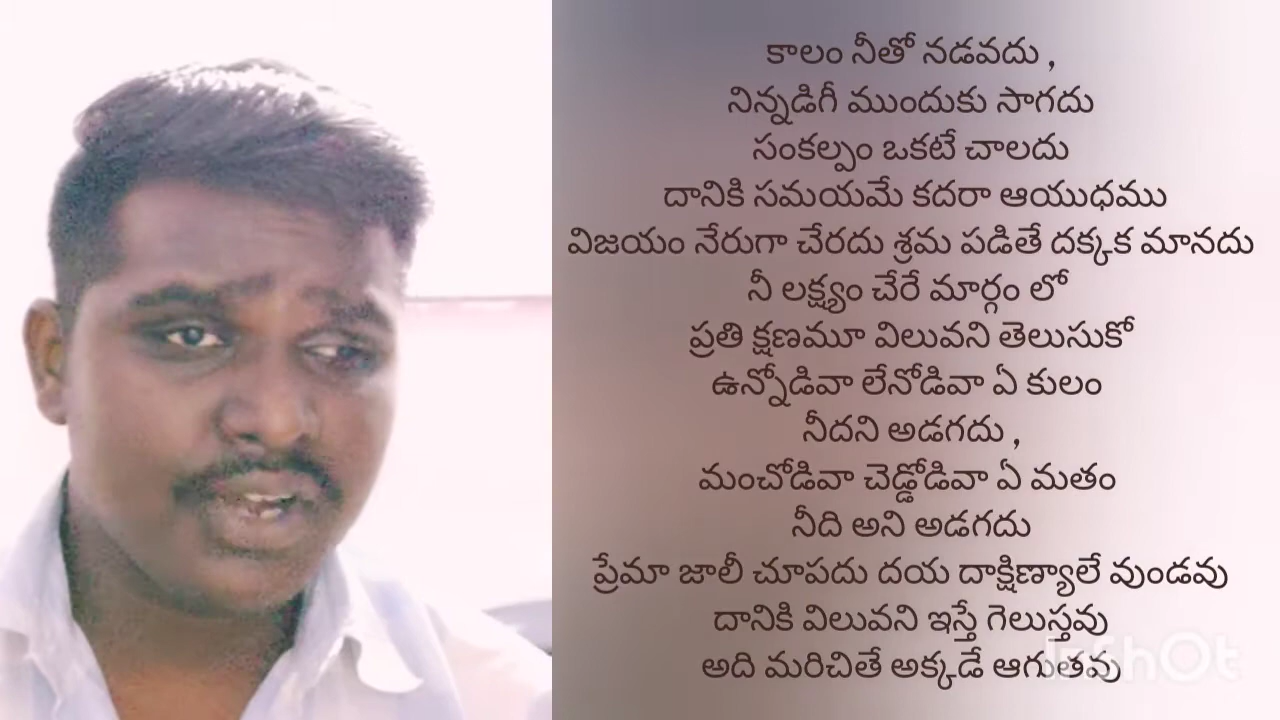 కాలం నీతో నడవదు ,
నిన్నడిగీ ముందుకు సాగదు
సంకల్పం ఒకటే చాలదు
దానికి సమయమే కదరా ఆయుధము
విజయం నేరుగా చేరదు శ్రమ పడితే దక్కక మానదు
నీ లక్ష్యం చేరే మార్గం లో
ప్రతి క్షణమూ విలువని తెలుసుకో
ఉన్నోడివా లేనోడివా ఏ కులం
నీదని అడగదు ,
మంచోడివా చెడ్డోడివా ఏ మతం
నీది అని అడగదు
ప్రేమా జాలీ చూపదు దయ దాక్షిణ్యాలే వుండవు
దానికి విలువని ఇస్తే గెలుస్తవు
అది మరిచితే అక్కడే ఆగుతవు